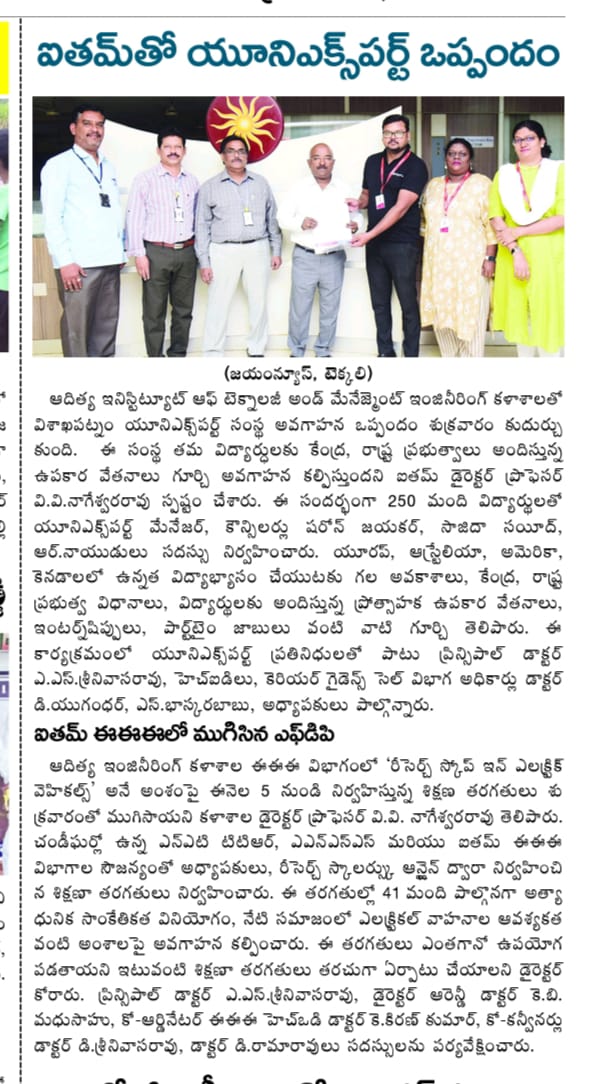 ఐతమ్‌తో యూనిఎక్స్‌పర్ట్ ఒప్పందం
(జయంన్యూస్, టెక్కలి)
ఆదిత్య ఇనిస్టిట్యూట్ ఆఫ్ టెక్నాలజీ అండ్ మేనేజ్మెంట్ ఇంజినీరింగ్ కళాశాలతో
విశాఖపట్నం యూనిఎక్స్‌పర్ట్ సంస్థ అవగాహన ఒప్పందం శుక్రవారం కుదుర్చు
కుంది. ఈ సంస్థ తమ విద్యార్థులకు కేంద్ర, రాష్ట్ర ప్రభుత్వాలు అందిస్తున్న
ఉపకార వేతనాలు గూర్చి అవగాహన కల్పిస్తుందని ఐతమ్ డైరెక్టర్ ప్రొఫెసర్
వి.వి.నాగేశ్వరరావు స్పష్టం చేశారు. ఈ సందర్భంగా 250 మంది విద్యార్థులతో
యూనిఎక్స్‌పర్ట్ మేనేజర్, కౌన్సిలర్లు షరోన్ జయకర్, సాజిదా సయీద్,
ఆర్.నాయుడులు సదస్సు నిర్వహించారు. యూరప్, ఆస్ట్రేలియా, అమెరికా,
కెనడాలలో ఉన్నత విద్యాభ్యాసం చేయుటకు గల అవకాశాలు, కేంద్ర, రాష్ట్ర
ప్రభుత్వ విధానాలు, విద్యార్థులకు అందిస్తున్న ప్రోత్సాహక ఉపకార వేతనాలు,
ఇంటర్న్‌షిప్పులు, పార్ట్‌టైం జాబులు వంటి వాటి గూర్చి తెలిపారు. ఈ
కార్యక్రమంలో యూనిఎక్స్‌పర్ట్ ప్రతినిధులతో పాటు ప్రిన్సిపాల్ డాక్టర్
ఎ.ఎస్.శ్రీనివాసరావు, హెచ్ఐడిలు, కెరియర్ గైడెన్స్ సెల్ విభాగ అధికార్లు డాక్టర్
డి.యుగంధర్, ఎస్.భాస్కరబాబు, అధ్యాపకులు పాల్గొన్నారు.
ఐతమ్ ఈఈఈలో ముగిసిన ఎఫ్‌డిపి
ఆదిత్య ఇంజినీరింగ్ కళాశాల ఈఈఈ విభాగంలో 'రీసెర్చ్ స్కోప్ ఇన్ ఎలక్ట్రిక్
వెహికల్స్' అనే అంశంపై ఈనెల 5 నుండి నిర్వహిస్తున్న శిక్షణ తరగతులు శు
క్రవారంతో ముగిసాయని కళాశాల డైరెక్టర్ ప్రొఫెసర్ వి.వి. నాగేశ్వరరావు తెలిపారు.
చండీఘర్లో ఉన్న ఎన్ఎటి టిటిఆర్, ఎఎన్ఎస్ఎస్ మరియు ఐతమ్ ఈఈఈ
విభాగాల సౌజన్యంతో అధ్యాపకులు, రీసెర్చ్ స్కాలర్కు ఆన్లైన్ ద్వారా నిర్వహించి
న శిక్షణా తరగతులు నిర్వహించారు. ఈ తరగతుల్లో 41 మంది పాల్గొనగా అత్యా
ధునిక సాంకేతికత వినియోగం, నేటి సమాజంలో ఎలక్ట్రికల్ వాహనాల ఆవశ్యకత
వంటి అంశాలపై అవగాహన కల్పించారు. ఈ తరగతులు ఎంతగానో ఉపయోగ
పడతాయని ఇటువంటి శిక్షణా తరగతులు తరచుగా ఏర్పాటు చేయాలని డైరెక్టర్
కోరారు. ప్రిన్సిపాల్ డాక్టర్ ఎ.ఎస్.శ్రీనివాసరావు, డైరెక్టర్ ఆరెన్డీ డాక్టర్ కె.బి.
మధుసాహు, కో-ఆర్డినేటర్ ఈఈఈ హెచ్ఒడి డాక్టర్ కె.కిరణ్ కుమార్, కో-కన్వీనర్లు
డాక్టర్ డి.శ్రీనివాసరావు, డాక్టర్ డి.రామారావులు సదస్సులను పర్యవేక్షించారు.